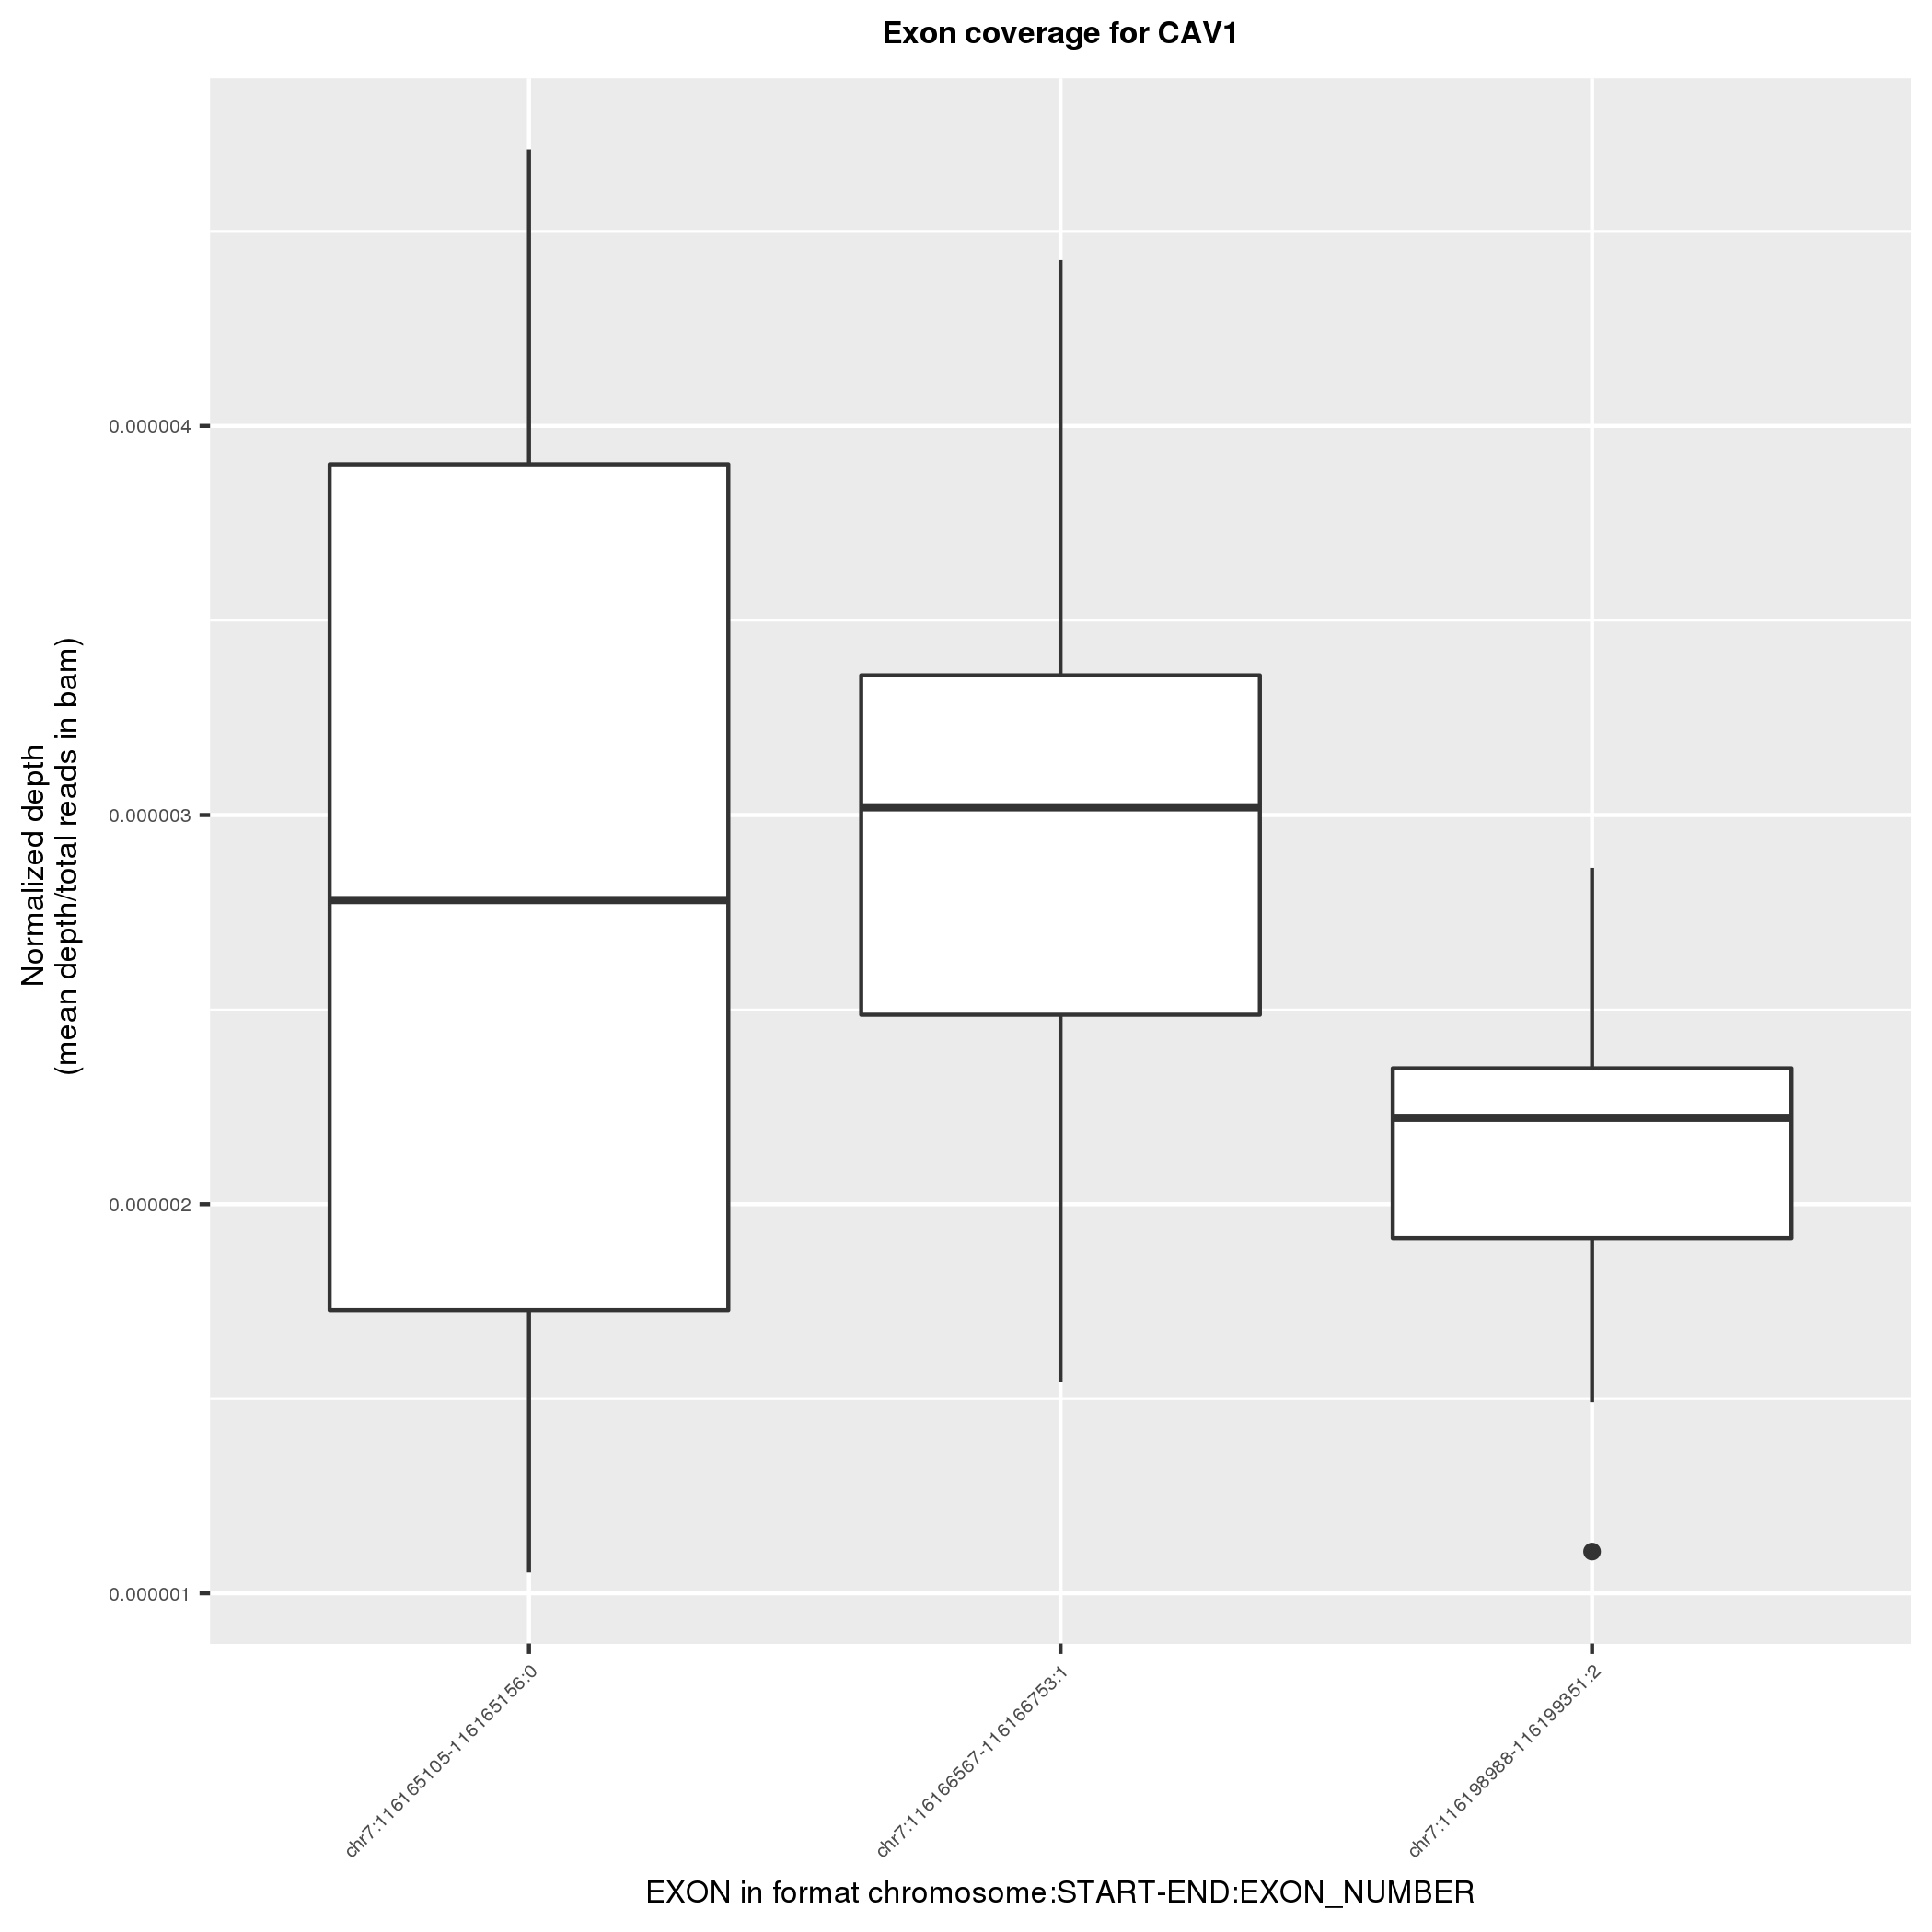 Exon coverage for CAV1
Normalized depth
(mean depth/total reads in bam)
0.000004
0.000003
0.000002
0.000001
chr7:116165105-116165156:0
chr7:116166567-116166753:1
chr7:116198988-116199351:2
EXON in format chromosome:START-END:EXON_NUMBER